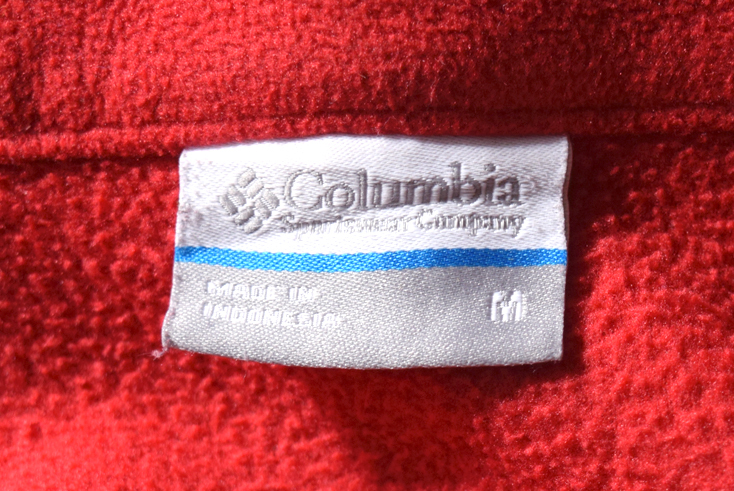 Columbia
Sportswear Company
MADE IN
INDONESIA
M